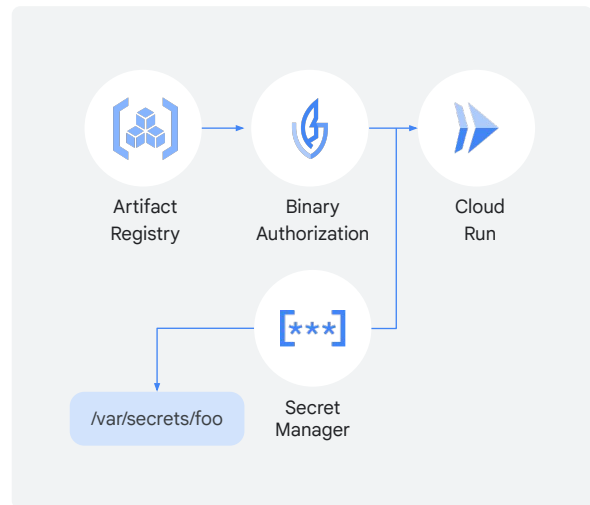 Artifact
Registry
Binary
Authorization
Cloud
Run
[***]
Secret
Manager
/var/secrets/foo